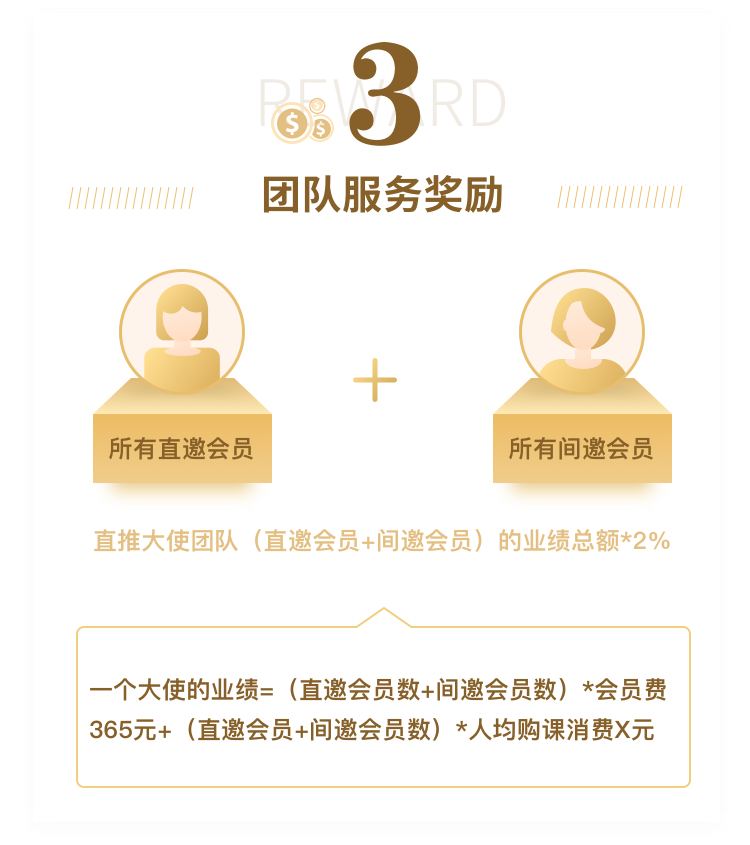 REWARD
3
团队服务奖励
所有直邀会员
所有间邀会员
直推大使团队（直邀会员+间邀会员）的业绩总额*2%
一个大使的业绩=（直邀会员数+间邀会员数）*会员费
365元+（直邀会员+间邀会员数）*人均购课消费X元